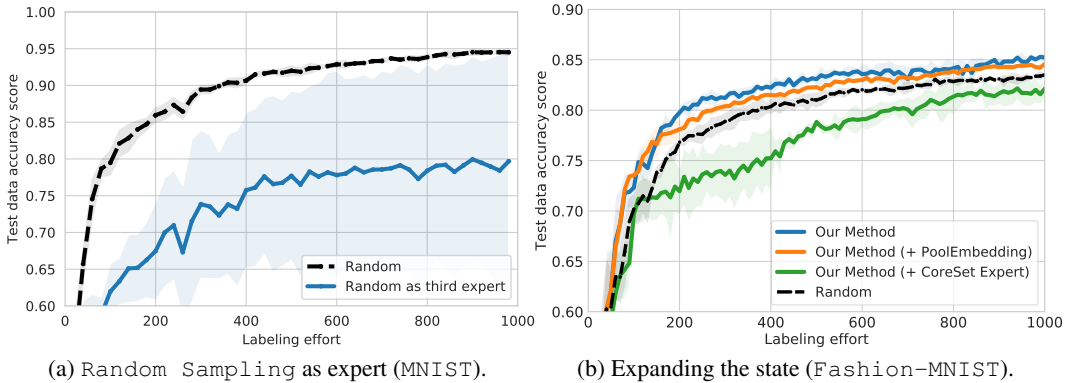 1.00
0.95
0.90
0.85
0.80
0.75
0.70
0.65
0.60
Test data accuracy score
Random
Random as third expert
0 200 400 600 800 1000
Labeling effort
(a) Random Sampling as expert (MNIST).
0.90
0.85
0.80
0.75
0.70
0.65
0.60
Test data accuracy score
Our Method
Our Method (+ PoolEmbedding)
Our Method (+ CoreSet Expert)
Random
0 200 400 600 800 1000
Labeling effort
(b) Expanding the state (Fashion-MNIST).